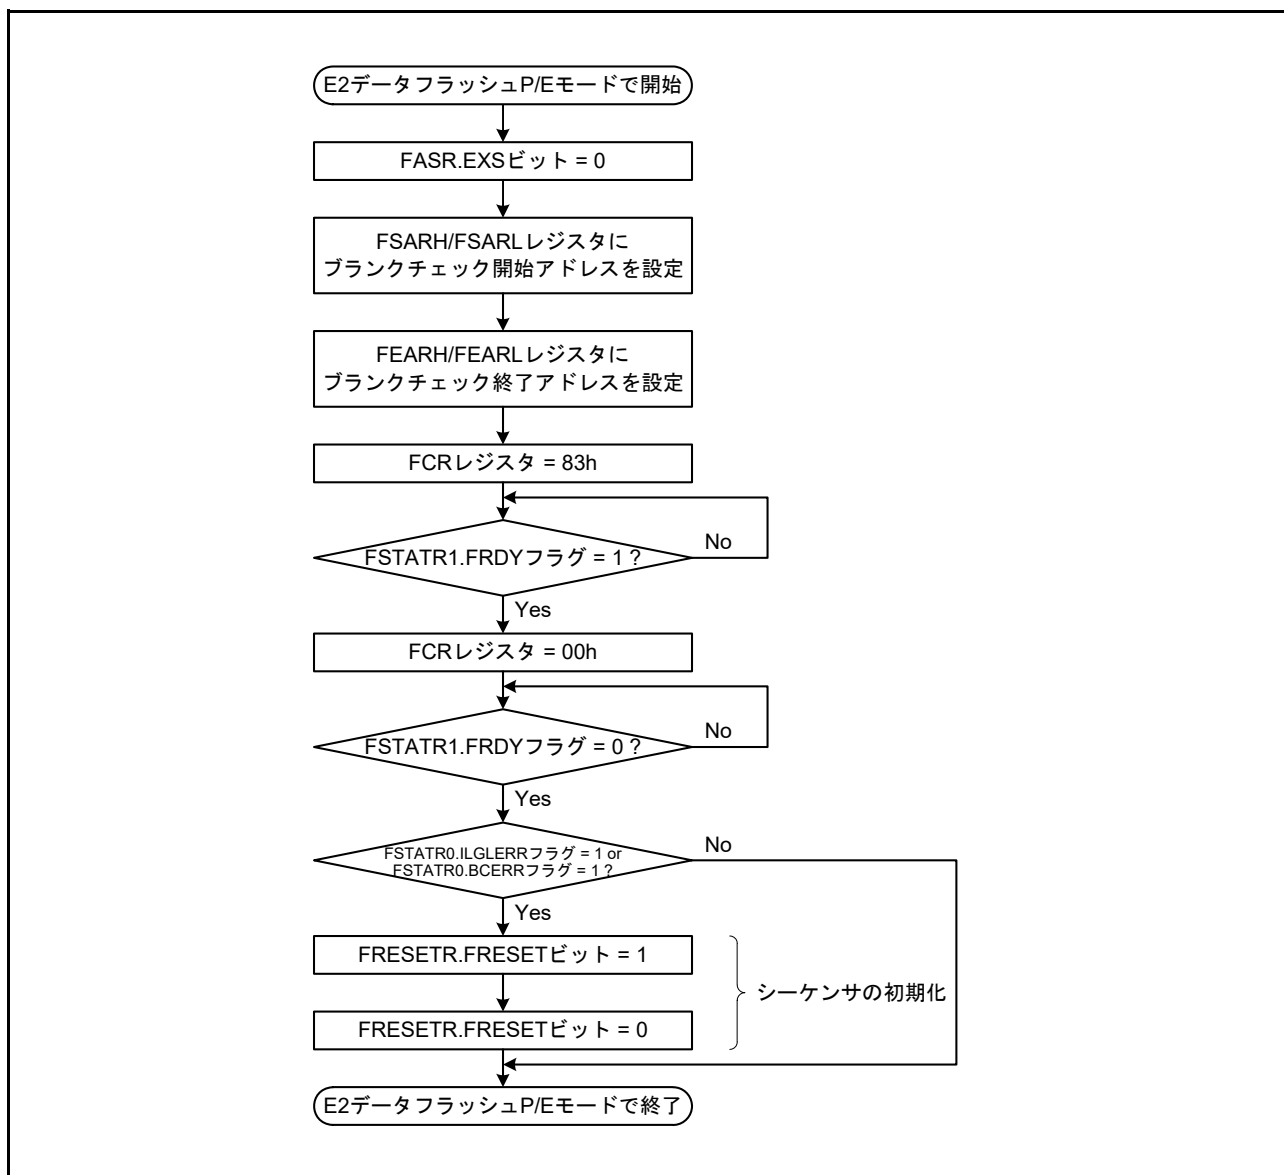 E2データフラッシュP/Eモードで開始
FASR.EXSビット = 0
FSARH/FSARLレジスタに
ブランクチェック開始アドレスを設定
FEARH/FEARLレジスタに
ブランクチェック終了アドレスを設定
FCRレジスタ = 83h
FSTATR1.FRDYフラグ = 1 ?
No
Yes
FCRレジスタ = 00h
FSTATR1.FRDYフラグ = 0 ?
No
Yes
FSTATR0.ILGLERRフラグ = 1 or
FSTATR0.BCERRフラグ = 1 ?
No
Yes
FRESETR.FRESETビット = 1
シーケンサの初期化
FRESETR.FRESETビット = 0
E2データフラッシュP/Eモードで終了